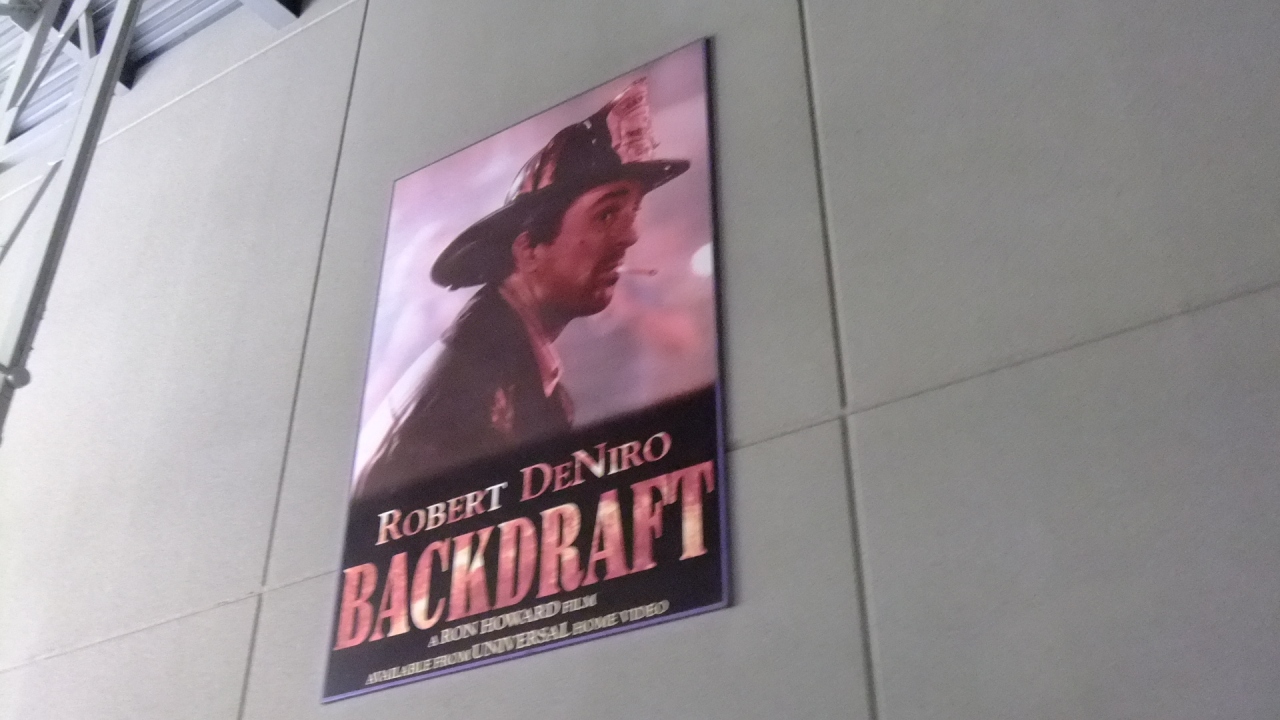 ROBERT DENIRO
BACKDRAFT
A RON HOWARD FILM
AVAILABLE FROM UNIVERSAL HOME VIDEO